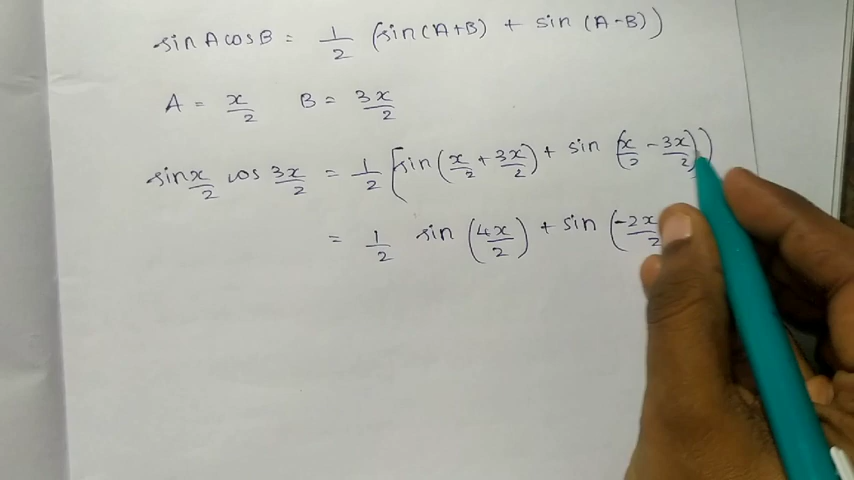 sin A cos B = 1/2 (sin(A+B) + sin (A-B))
A = x/2 B = 3x/2
sin x/2 cos 3x/2 = 1/2 [sin (x/2 + 3x/2) + sin (x/2 - 3x/2))
= 1/2 sin (4x/2) + sin (-2x/2